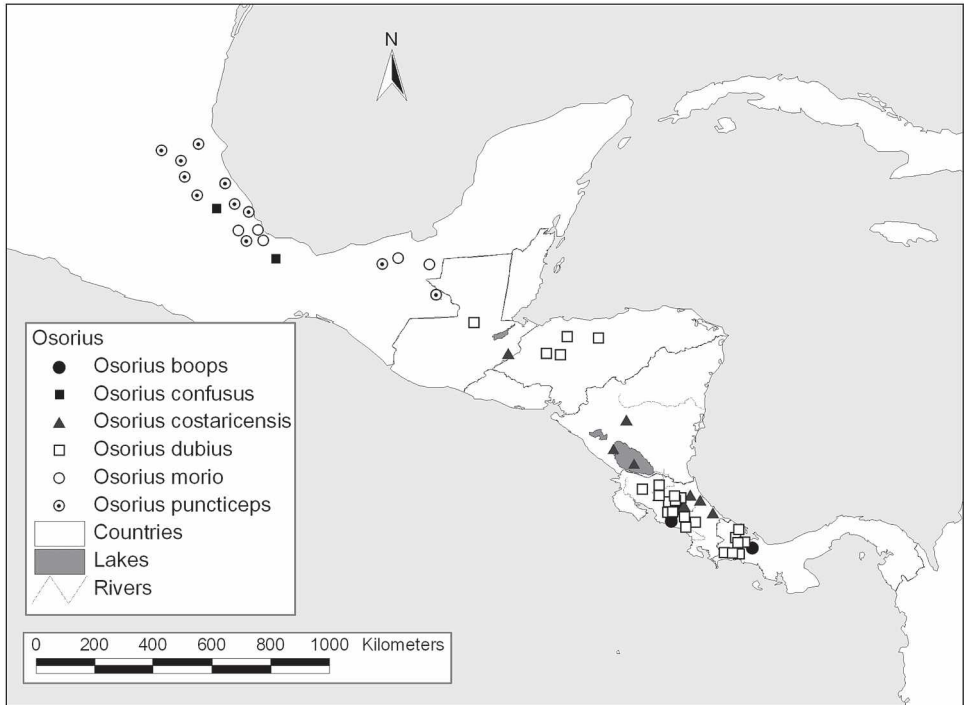 N
Osorius
Osorius boops
Osorius confusus
Osorius costaricensis
Osorius dubius
Osorius morio
Osorius puncticeps
Countries
Lakes
Rivers
0 200 400 600 800 1000 Kilometers